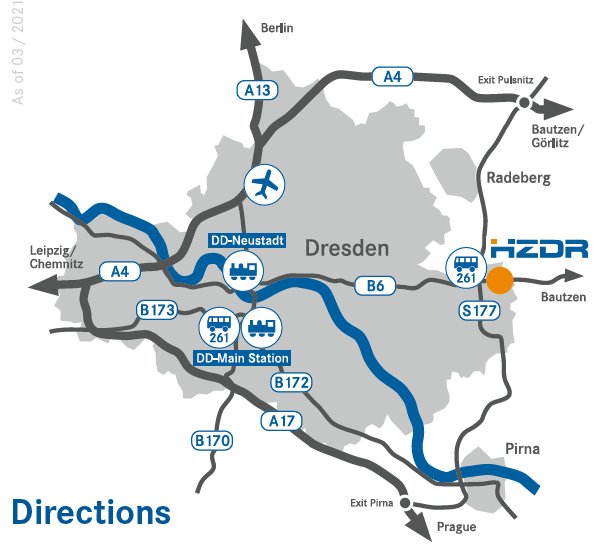 As of 03 / 2021
Berlin
A13
A4
Exit Pulsnitz
Bautzen/
Görlitz
Radeberg
DD-Neustadt
Dresden
HZDR
Leipzig/
Chemnitz
A4
261
B6
Bautzen
B173
S177
261
DD-Main Station
B172
A17
B170
Pirna
Exit Pirna
Prague
Directions